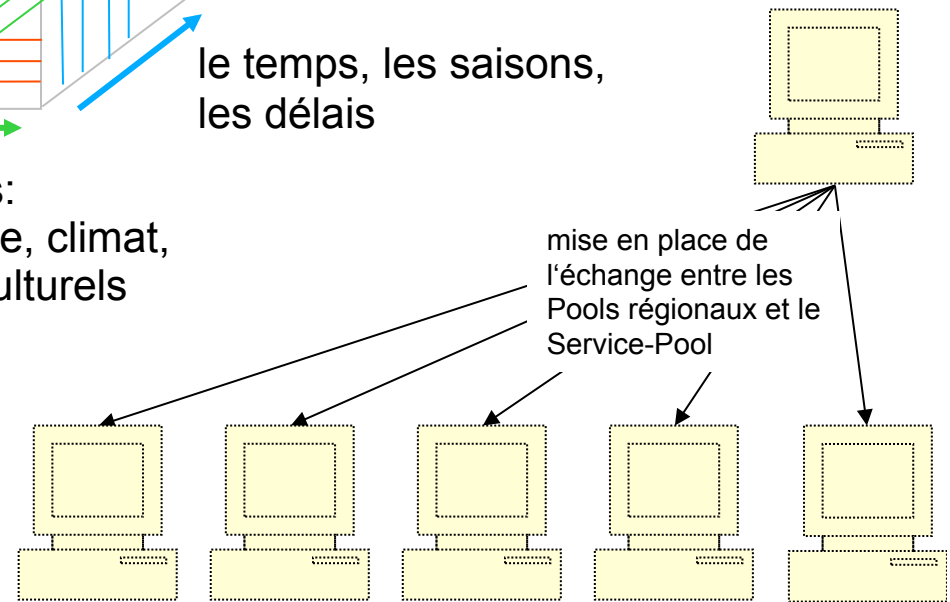 le temps, les saisons,
les délais
s:
e, climat,
ulturels
mise en place de
l‘échange entre les
Pools régionaux et le
Service-Pool